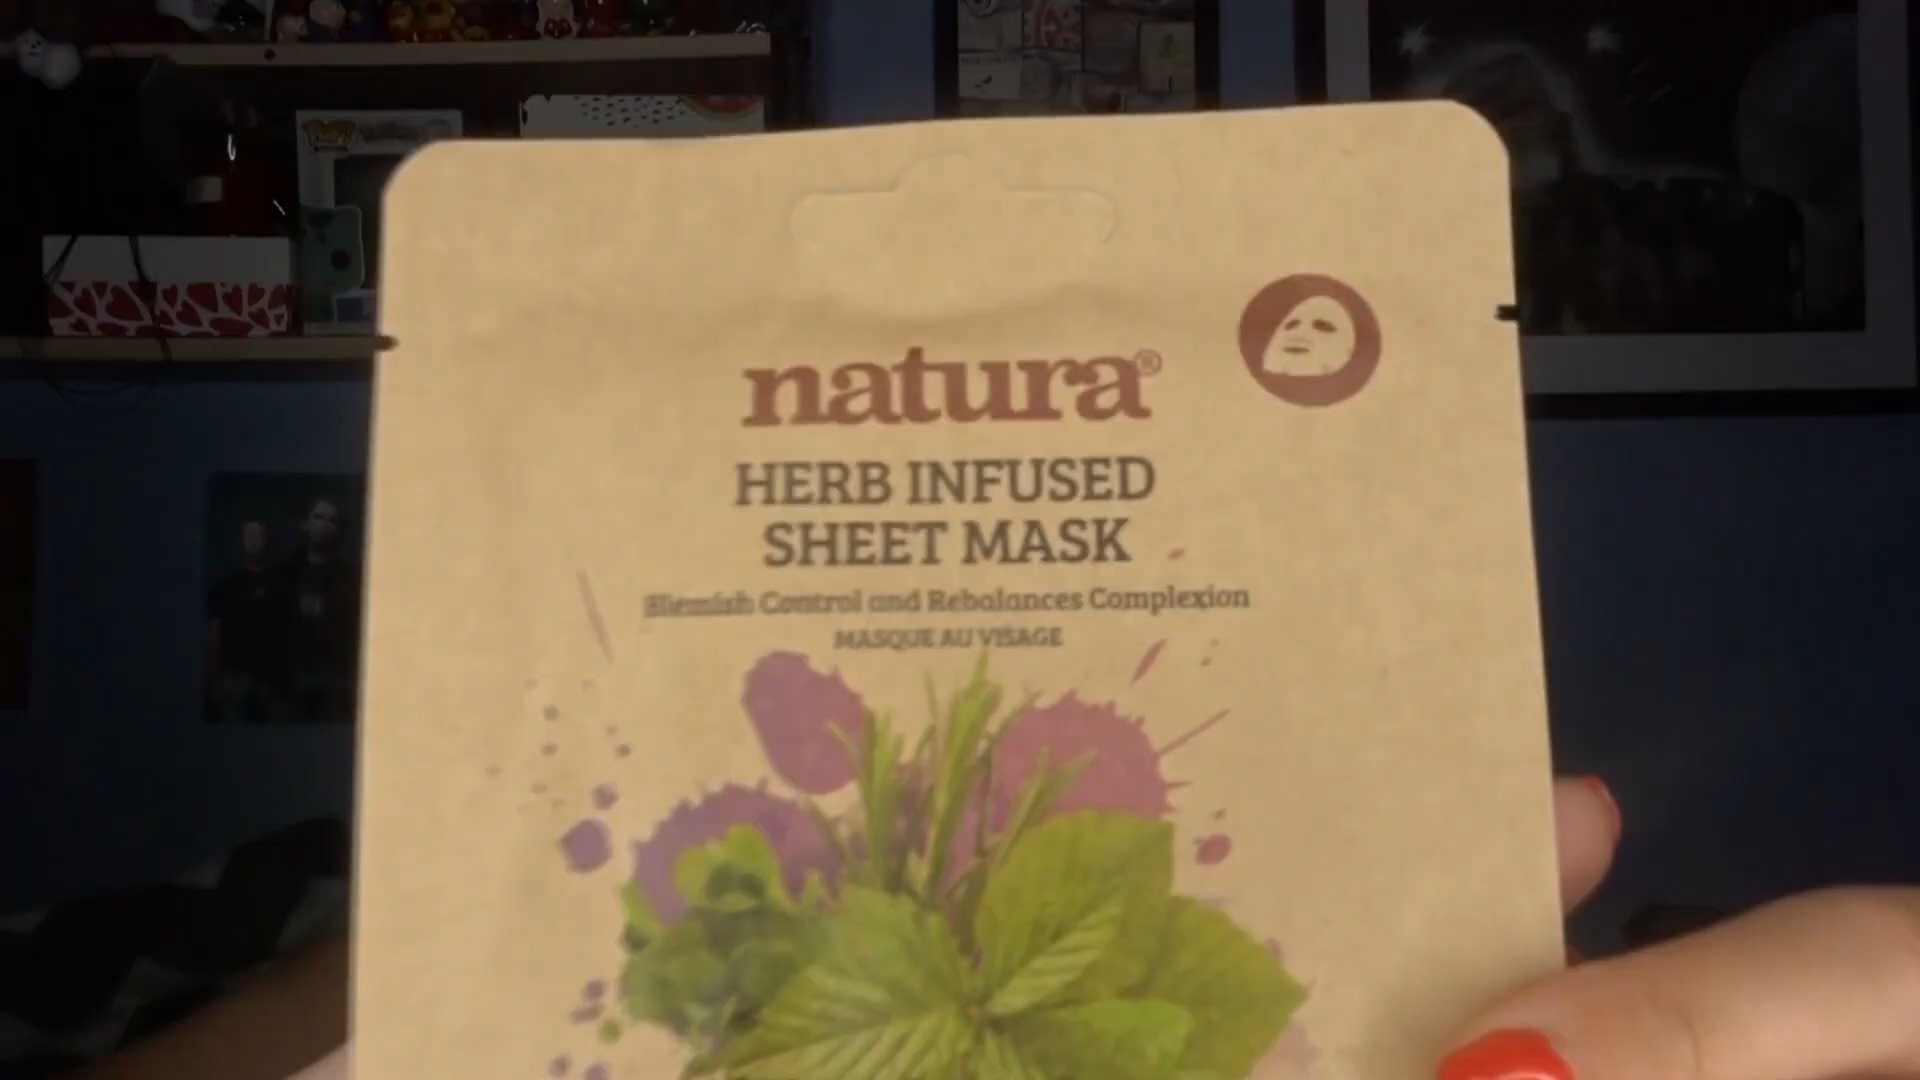 natura®
HERB INFUSED
SHEET MASK
Blemish Control and Rebalances Complexion
MASQUE AU VISAGE